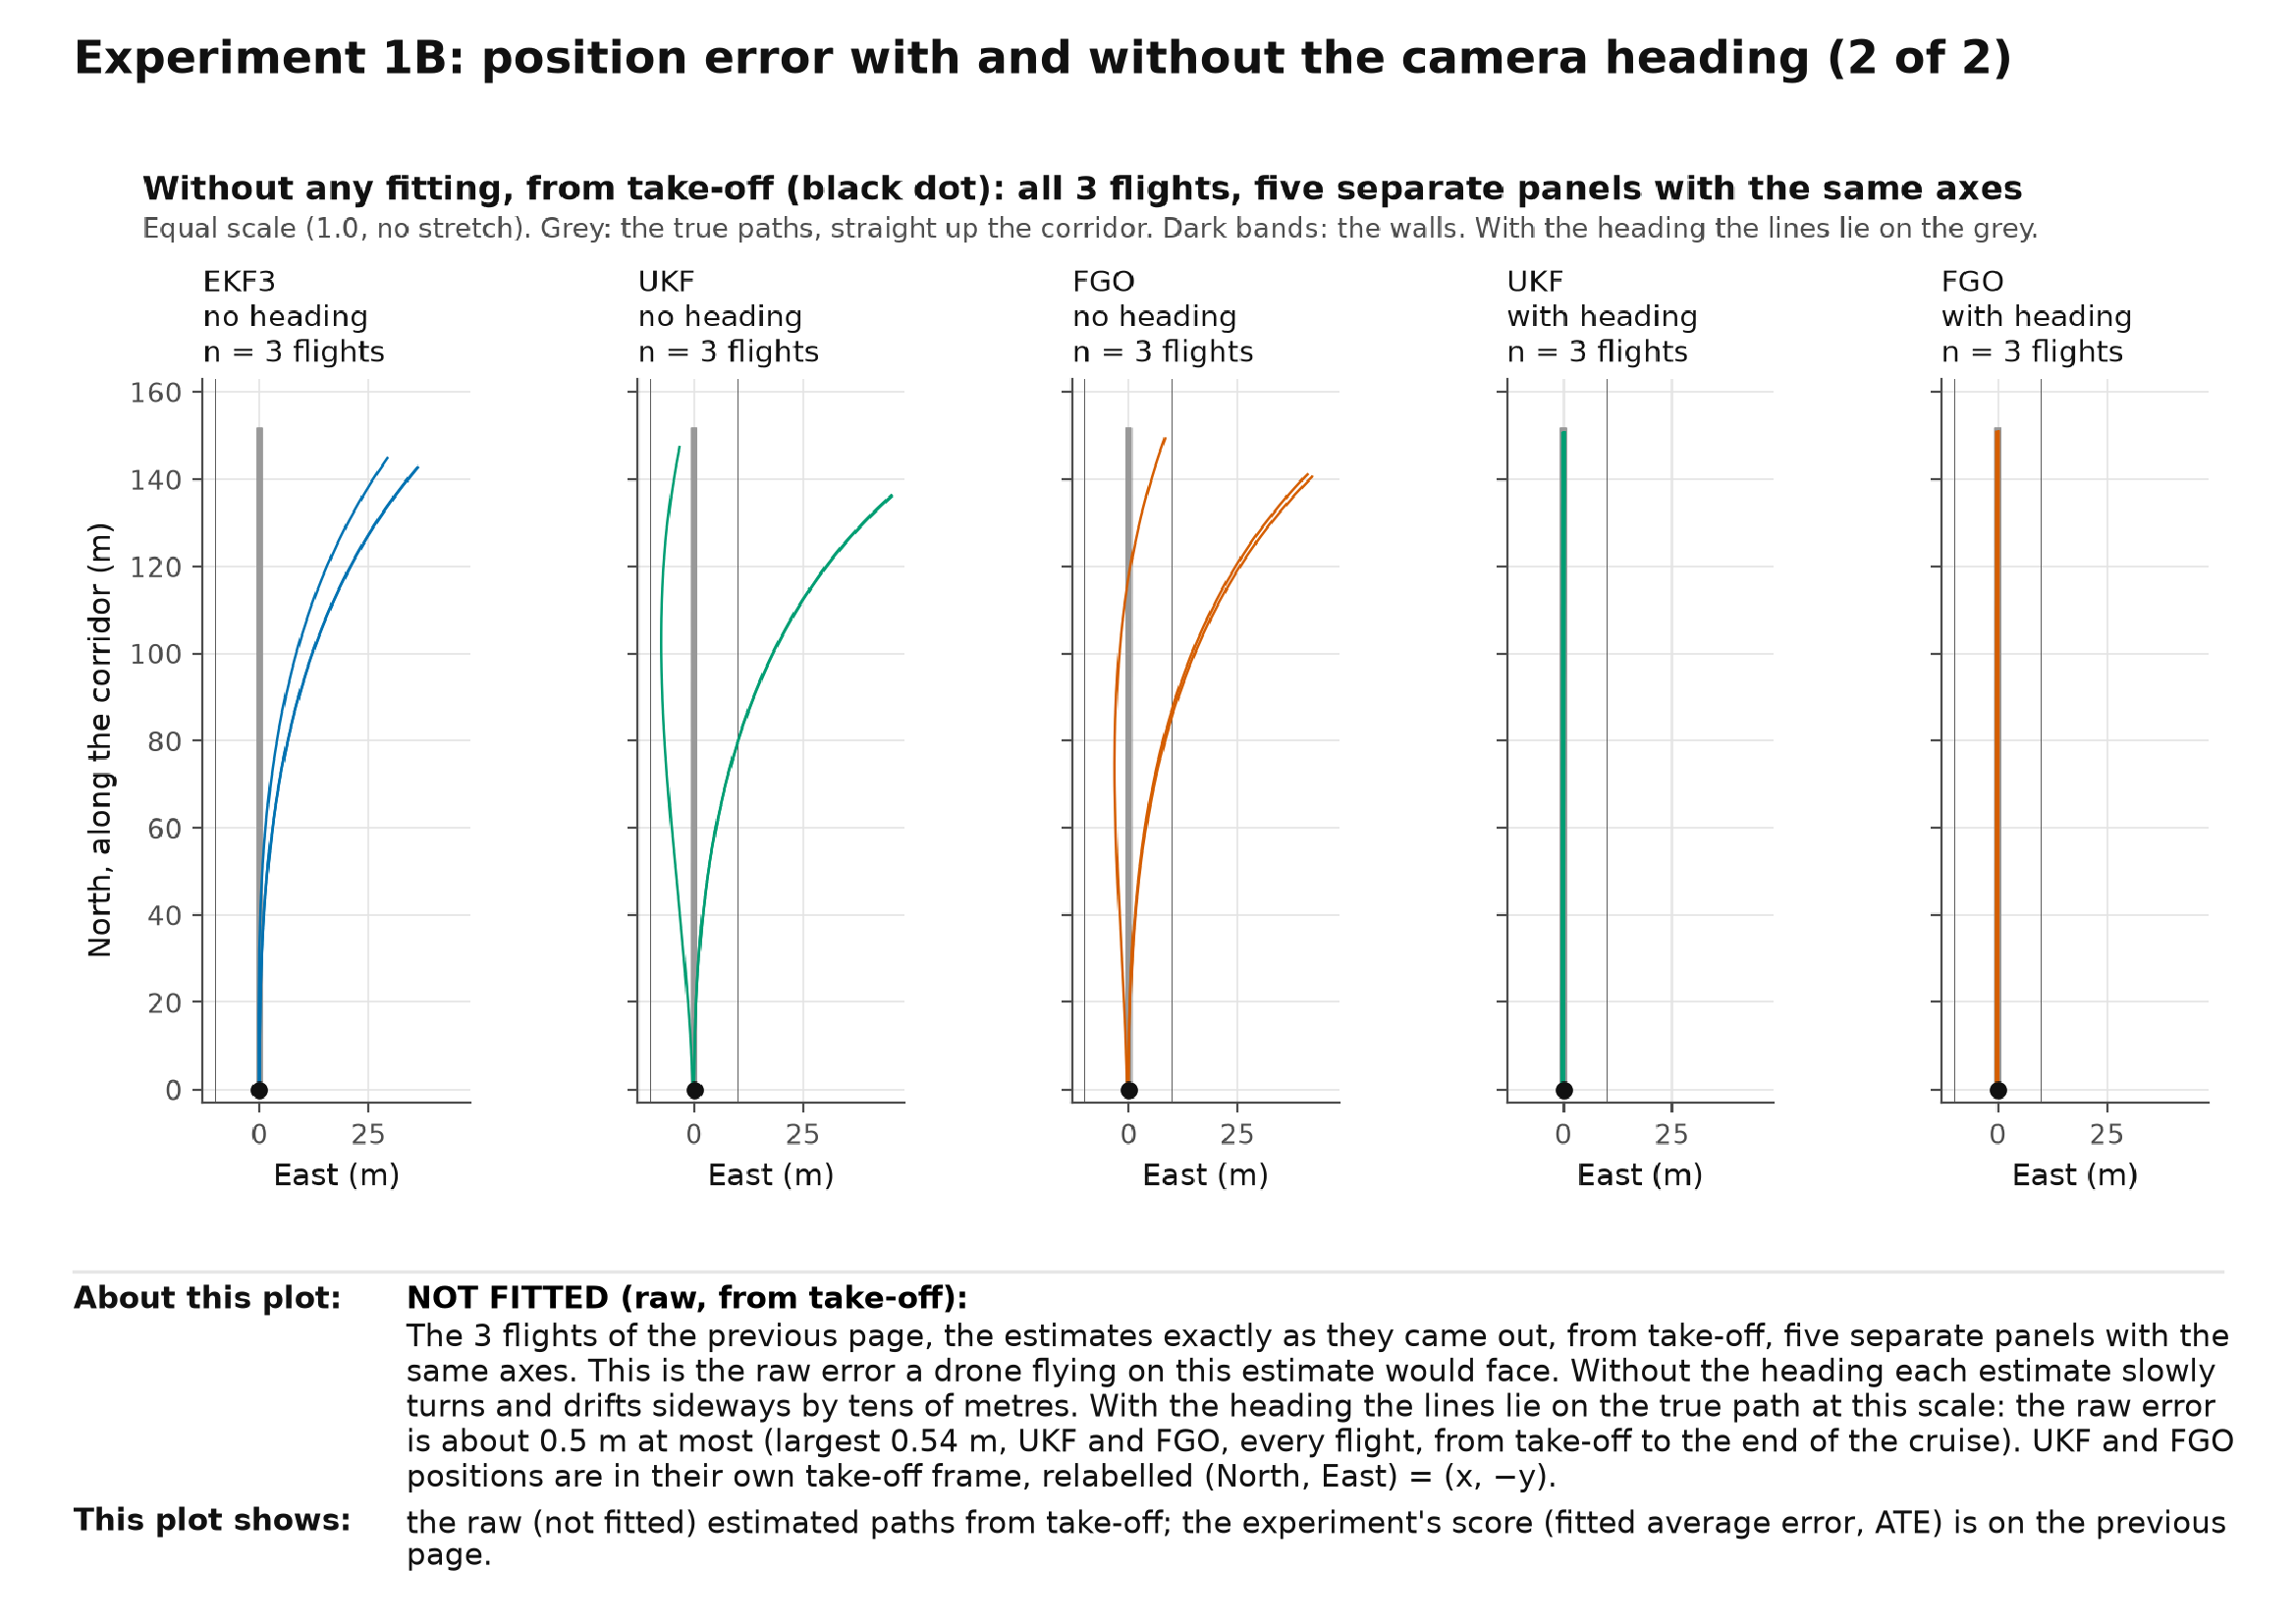 Experiment 1B: position error with and without the camera heading (2 of 2)
Without any fitting, from take-off (black dot): all 3 flights, five separate panels with the same axes
Equal scale (1.0, no stretch). Grey: the true paths, straight up the corridor. Dark bands: the walls. With the heading the lines lie on the grey.
EKF3
no heading
n = 3 flights
UKF
no heading
n = 3 flights
FGO
no heading
n = 3 flights
UKF
with heading
n = 3 flights
FGO
with heading
n = 3 flights
North, along the corridor (m)
160
140
120
100
80
60
40
20
0
0 25
0 25
0 25
0 25
0 25
East (m)
East (m)
East (m)
East (m)
East (m)
About this plot:
NOT FITTED (raw, from take-off):
The 3 flights of the previous page, the estimates exactly as they came out, from take-off, five separate panels with the
same axes. This is the raw error a drone flying on this estimate would face. Without the heading each estimate slowly
turns and drifts sideways by tens of metres. With the heading the lines lie on the true path at this scale: the raw error
is about 0.5 m at most (largest 0.54 m, UKF and FGO, every flight, from take-off to the end of the cruise). UKF and FGO
positions are in their own take-off frame, relabelled (North, East) = (x, −y).
This plot shows:
the raw (not fitted) estimated paths from take-off; the experiment's score (fitted average error, ATE) is on the previous
page.